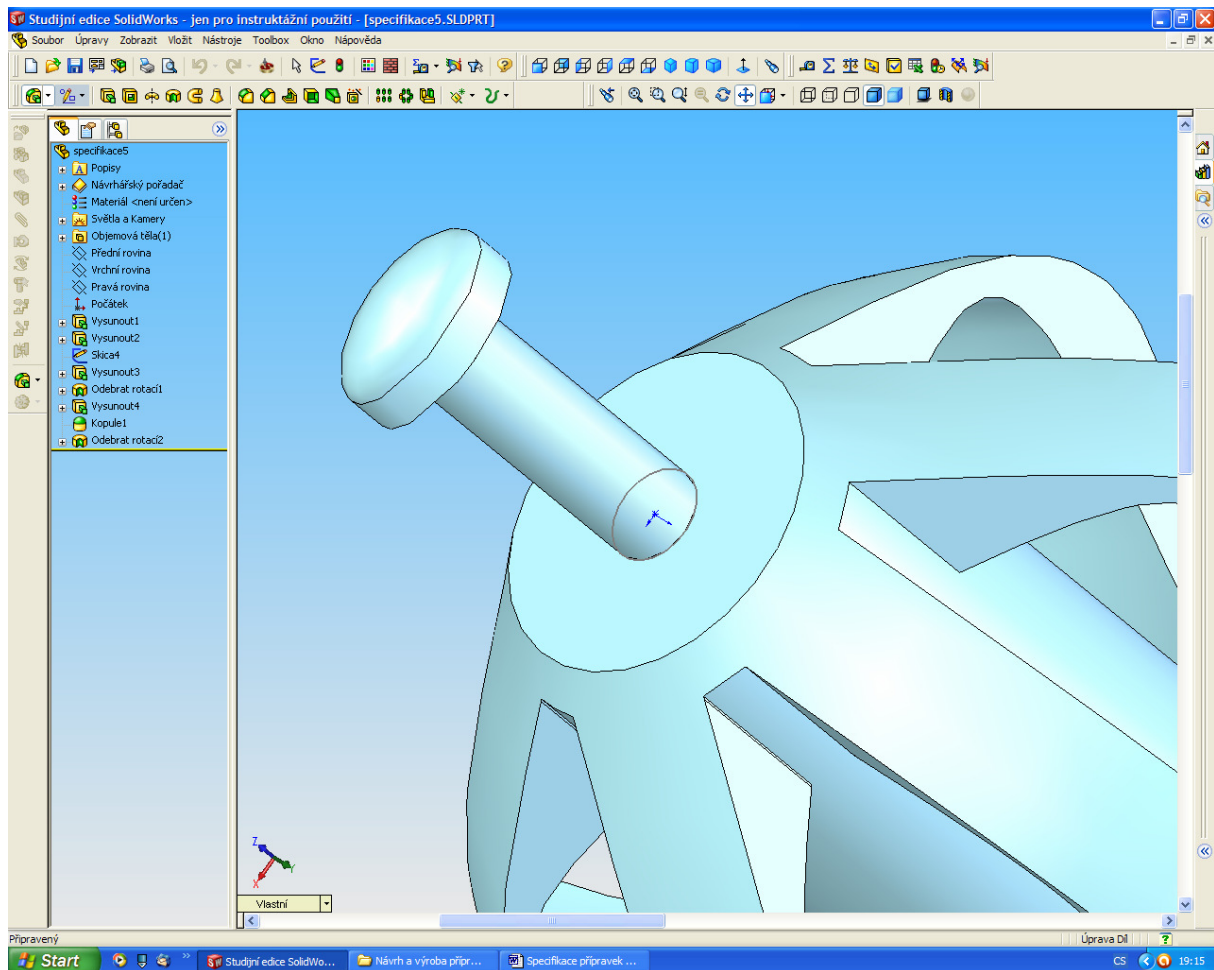 Studijní edice SolidWorks - jen pro instruktážní použití - [specifikace5.SLDPRT]
Soubor Úpravy Zobrazit Vložit Nástroje Toolbox Okno Nápověda
specifikace5
Popisy
Návrhářský pořadač
Materiál <není určen>
Světla a Kamery
Objemová těla(1)
Přední rovina
Vrchní rovina
Pravá rovina
Počátek
Vysunout1
Vysunout2
Skica4
Vysunout3
Odebrat rotací1
Vysunout4
Kopule1
Odebrat rotací2
Z
Y
X
Vlastní
Připravený
Úprava Díl
Start
Studijní edice SolidWo...
Návrh a výroba přípr...
Specifikace přípravek ...
CS
19:15